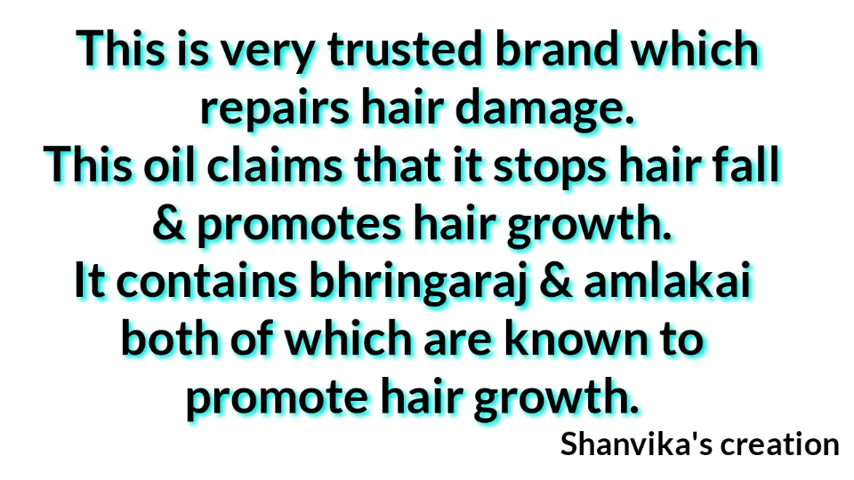 This is very trusted brand which
repairs hair damage.
This oil claims that it stops hair fall
& promotes hair growth.
It contains bhringaraj & amlakai
both of which are known to
promote hair growth.
Shanvika's creation